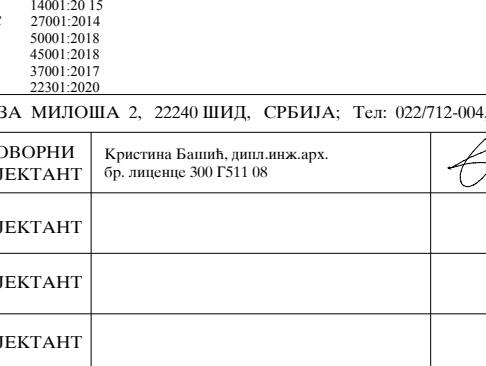 14001:20 15
27001:2014
50001:2018
45001:2018
37001:2017
22301:2020
ЗА МИЛОША 2, 22240 ШИД, СРБИЈА; Тел: 022/712-004,
ОВОРНИ
ЈЕКТАНТ
Кристина Башић, дипл.инж.арх.
бр. лиценце 300 Г511 08
ЈЕКТАНТ
ЈЕКТАНТ
ЈЕКТАНТ